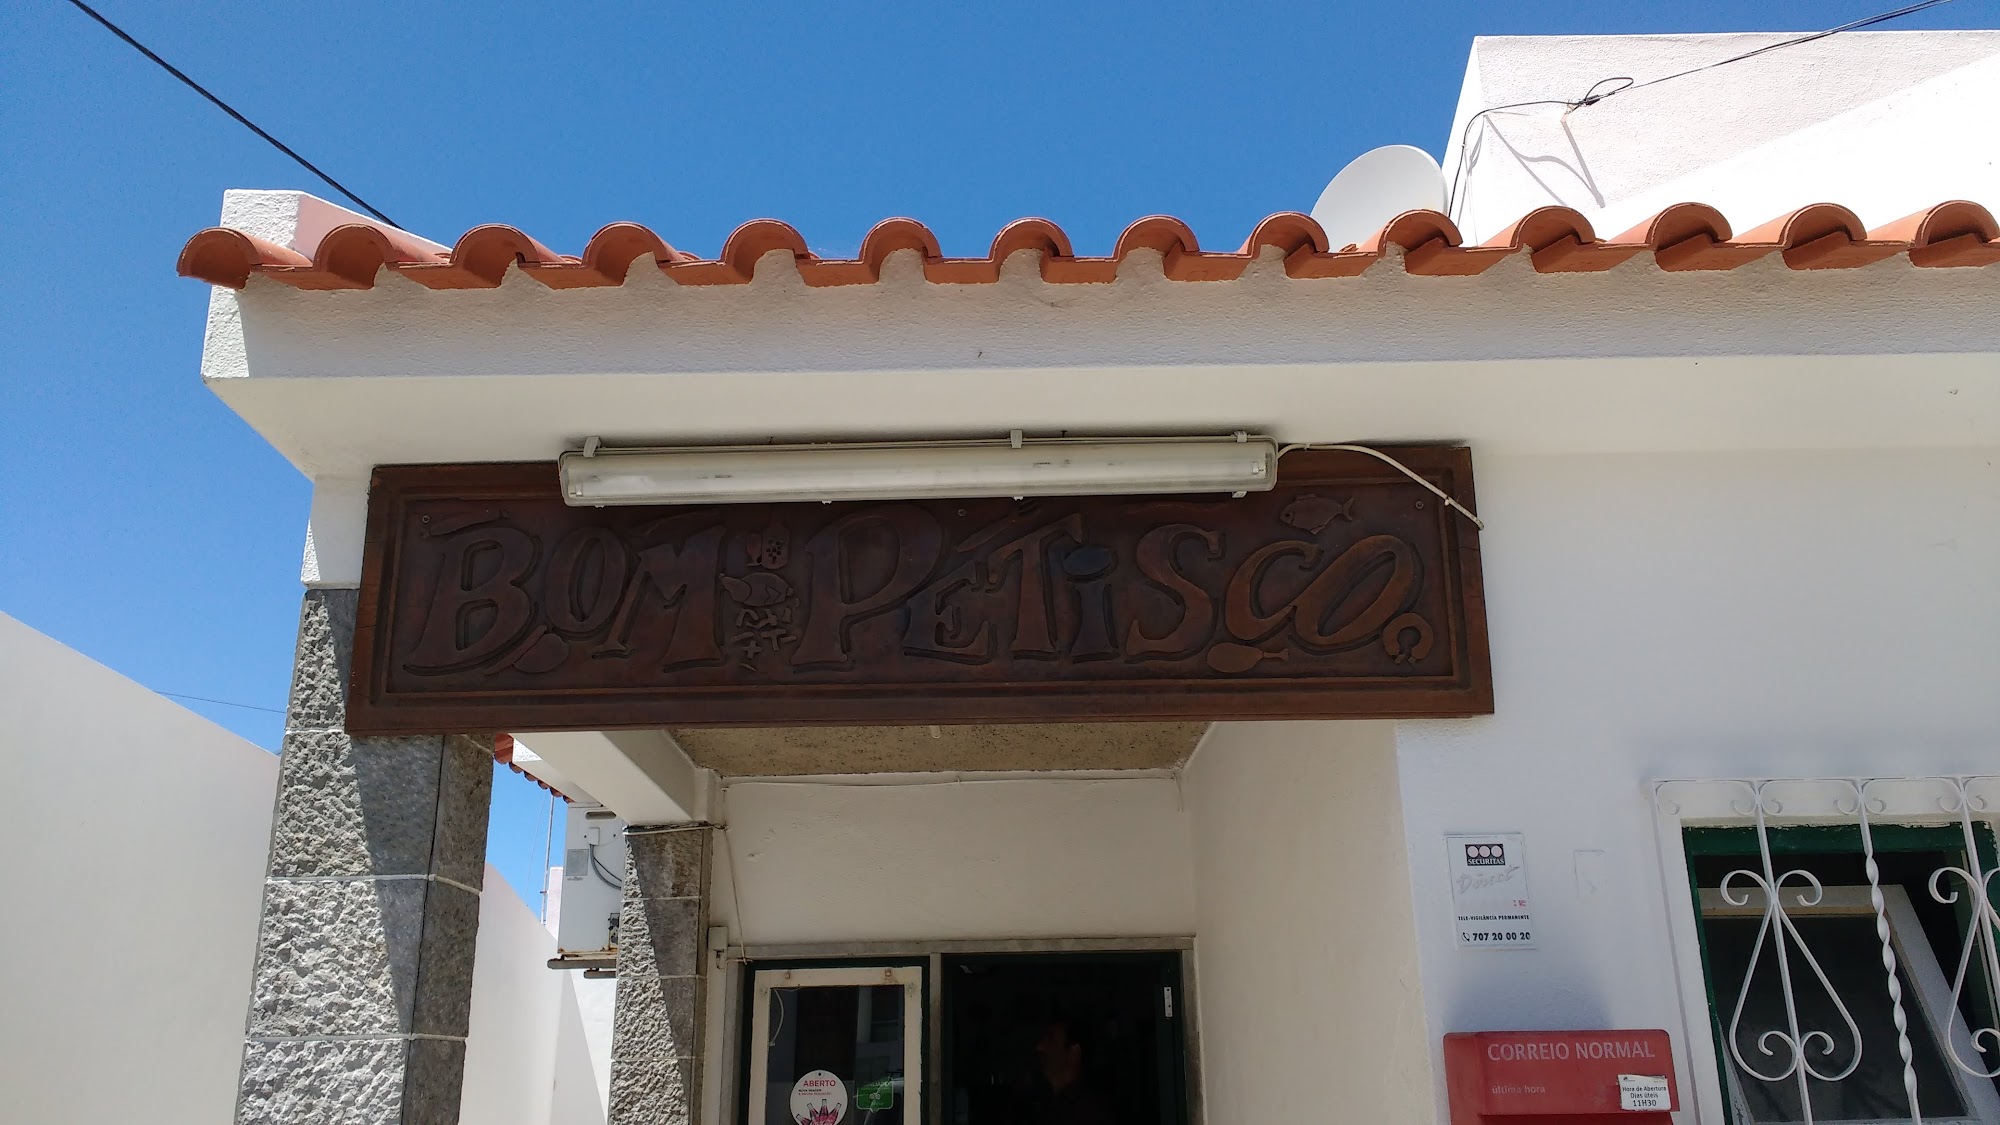 BOM PETISCO
SECURITAS
Direct
TELE-VIGILÂNCIA PERMANENTE
707 20 00 20
CORREIO NORMAL
última hora
Hora de Abertura
Dias úteis
11H30
ABERTO